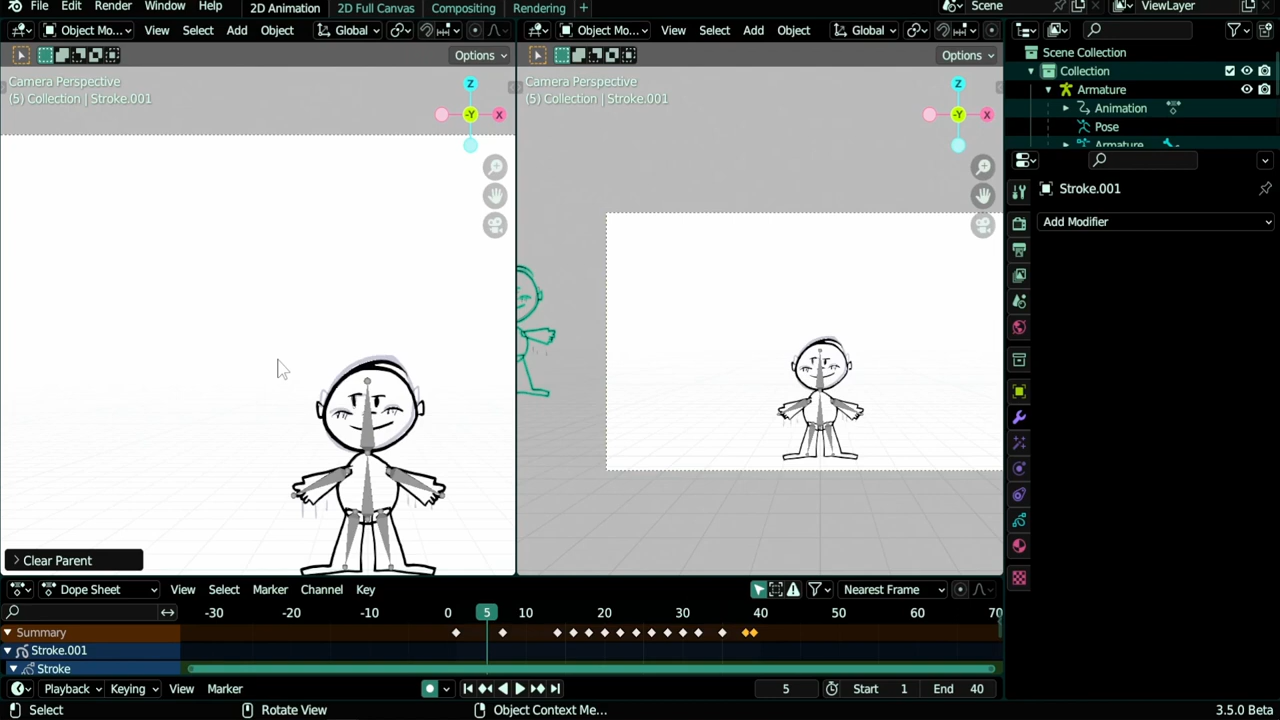 File Edit Render Window Help 2D Animation 2D Full Canvas Compositing Rendering + Scene ViewLayer
Object Mo... View Select Add Object Global
Object Mo... View Select Add Object Global
Options
Options
Camera Perspective
(5) Collection | Stroke.001
Z
-Y
X
Camera Perspective
(5) Collection | Stroke.001
Z
-Y
X
Scene Collection
Collection
Armature
Animation
Pose
Armature
Stroke.001
Add Modifier
> Clear Parent
Dope Sheet View Select Marker Channel Key Nearest Frame
-30 -20 -10 0 5 10 20 30 40 50 60 70
Summary
Stroke.001
Stroke
Playback Keying View Marker 5 Start 1 End 40
Select Rotate View Object Context Me... 3.5.0 Beta